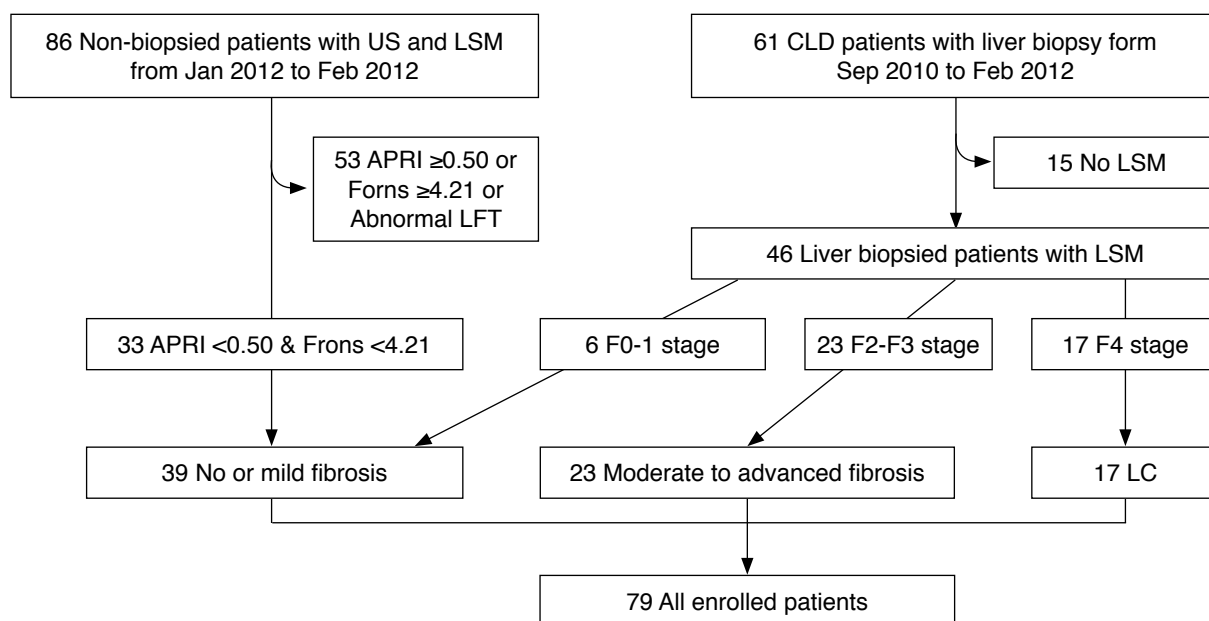 86 Non-biopsied patients with US and LSM
from Jan 2012 to Feb 2012
61 CLD patients with liver biopsy form
Sep 2010 to Feb 2012
53 APRI ≥0.50 or
Forns ≥4.21 or
Abnormal LFT
15 No LSM
46 Liver biopsied patients with LSM
33 APRI <0.50 & Frons <4.21
6 F0-1 stage
23 F2-F3 stage
17 F4 stage
39 No or mild fibrosis
23 Moderate to advanced fibrosis
17 LC
79 All enrolled patients